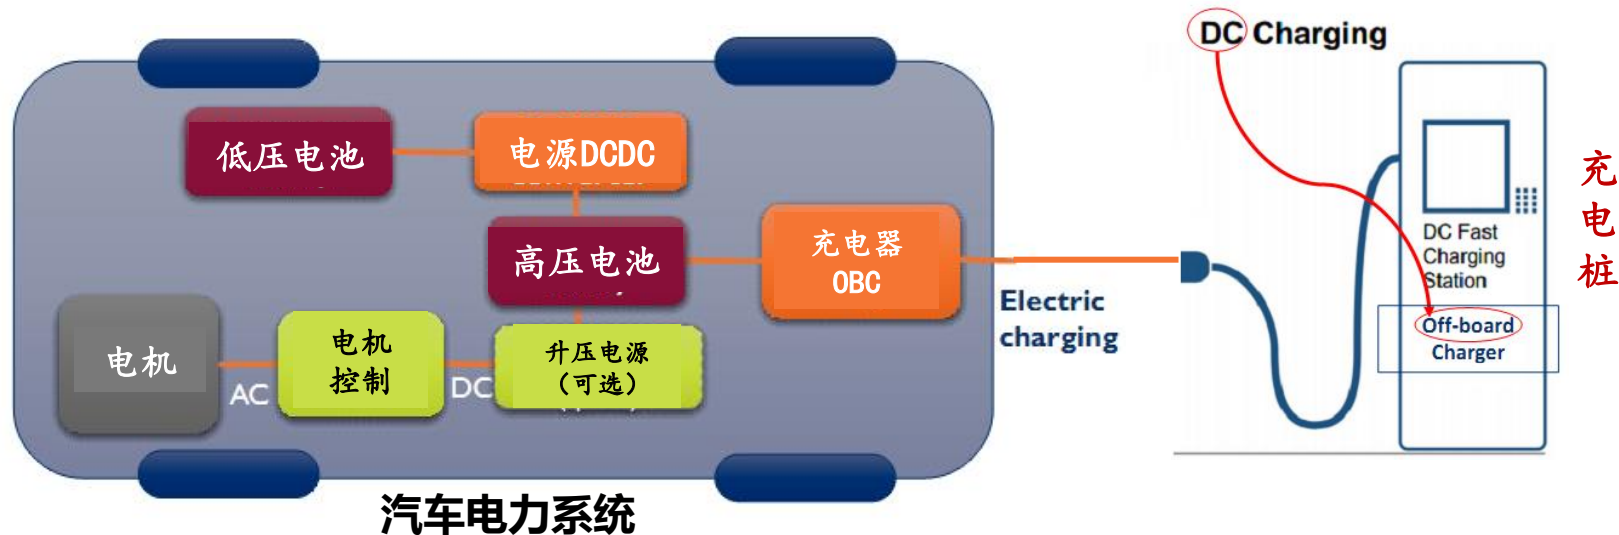 低压电池
电源DCDC
高压电池
充电器
OBC
电机
AC
电机
控制
DC
升压电源
(可选)
汽车电力系统
Electric
charging
DC Charging
DC Fast
Charging
Station
Off-board
Charger
充
电
桩